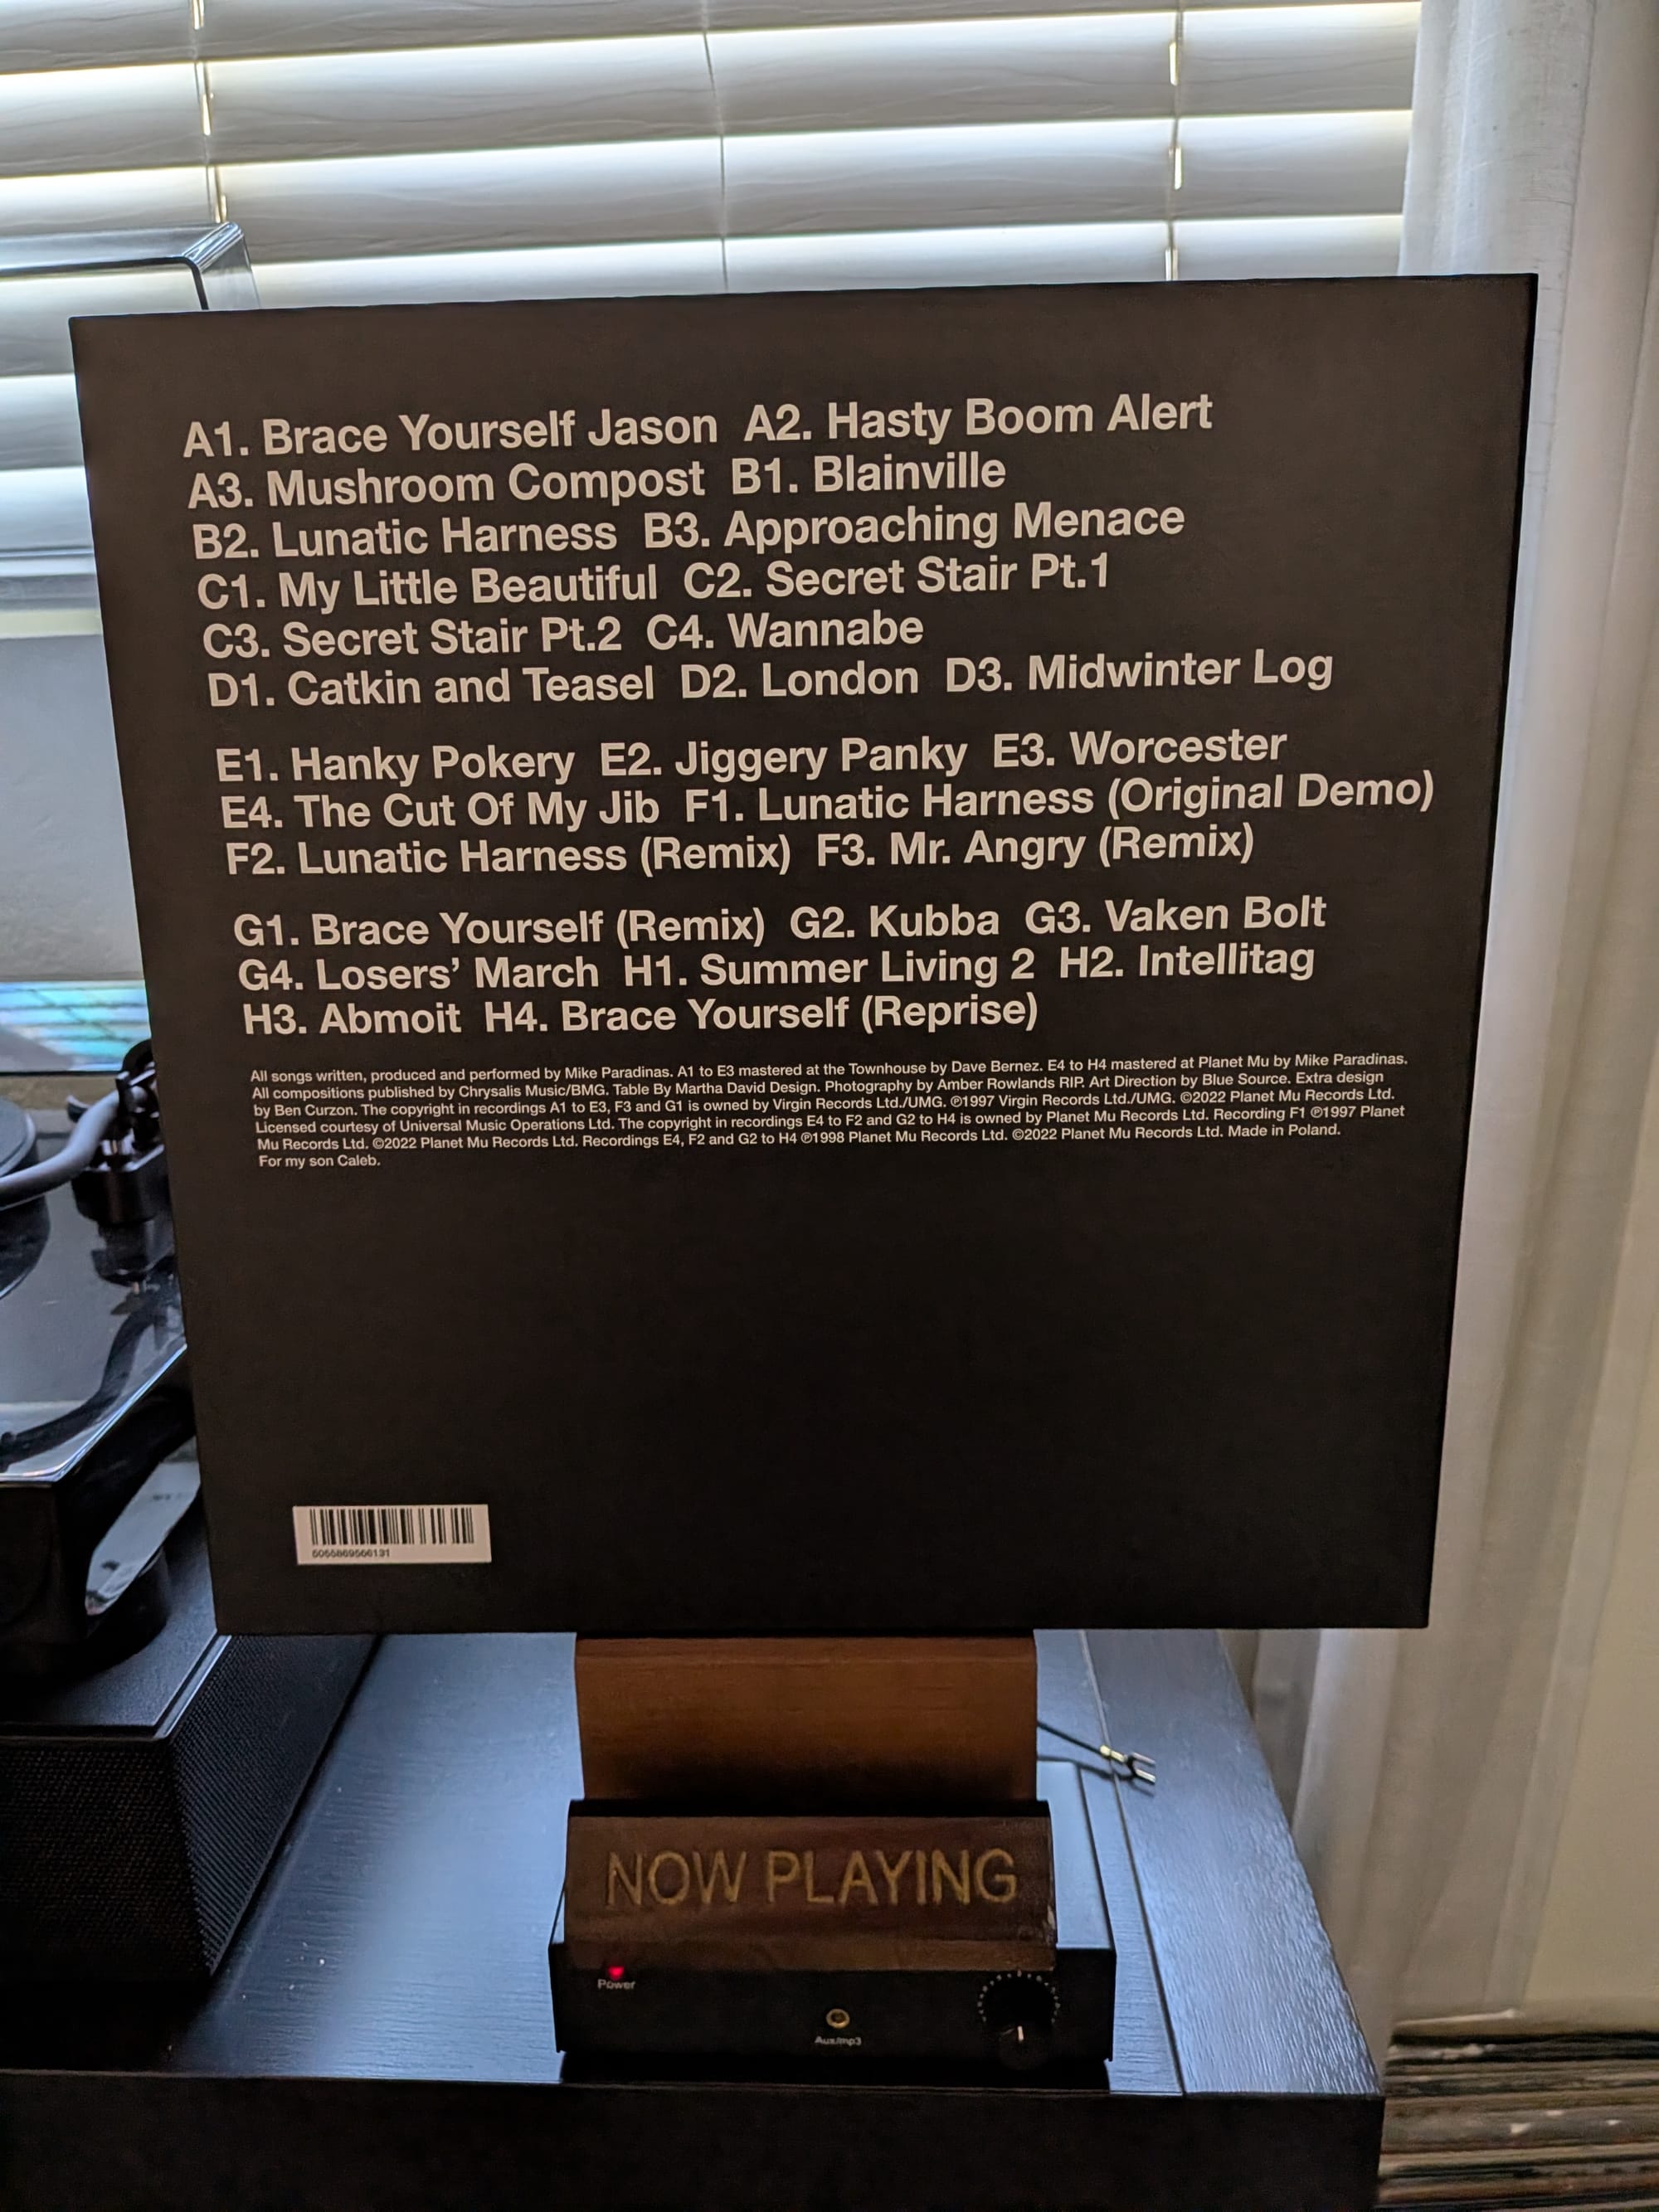 A1. Brace Yourself Jason  A2. Hasty Boom Alert
A3. Mushroom Compost  B1. Blainville
B2. Lunatic Harness  B3. Approaching Menace
C1. My Little Beautiful  C2. Secret Stair Pt.1
C3. Secret Stair Pt.2  C4. Wannabe
D1. Catkin and Teasel  D2. London  D3. Midwinter Log
E1. Hanky Pokery  E2. Jiggery Panky  E3. Worcester
E4. The Cut Of My Jib  F1. Lunatic Harness (Original Demo)
F2. Lunatic Harness (Remix)  F3. Mr. Angry (Remix)
G1. Brace Yourself (Remix)  G2. Kubba  G3. Vaken Bolt
G4. Losers’ March  H1. Summer Living 2  H2. Intellitag
H3. Abmoit  H4. Brace Yourself (Reprise)
All songs written, produced and performed by Mike Paradinas. A1 to E3 mastered at the Townhouse by Dave Bernez. E4 to H4 mastered at Planet Mu by Mike Paradinas.
All compositions published by Chrysalis Music/BMG. Table By Martha David Design. Photography by Amber Rowlands RIP. Art Direction by Blue Source. Extra design
by Ben Curzon. The copyright in recordings A1 to E3, F3 and G1 is owned by Virgin Records Ltd./UMG. ℗1997 Virgin Records Ltd./UMG. ©2022 Planet Mu Records Ltd.
Licensed courtesy of Universal Music Operations Ltd. The copyright in recordings E4 to F2 and G2 to H4 is owned by Planet Mu Records Ltd. Recording F1 ℗1997 Planet
Mu Records Ltd. ©2022 Planet Mu Records Ltd. Recordings E4, F2 and G2 to H4 ℗1998 Planet Mu Records Ltd. ©2022 Planet Mu Records Ltd. Made in Poland.
For my son Caleb.
NOW PLAYING
Power
Aux/mp3